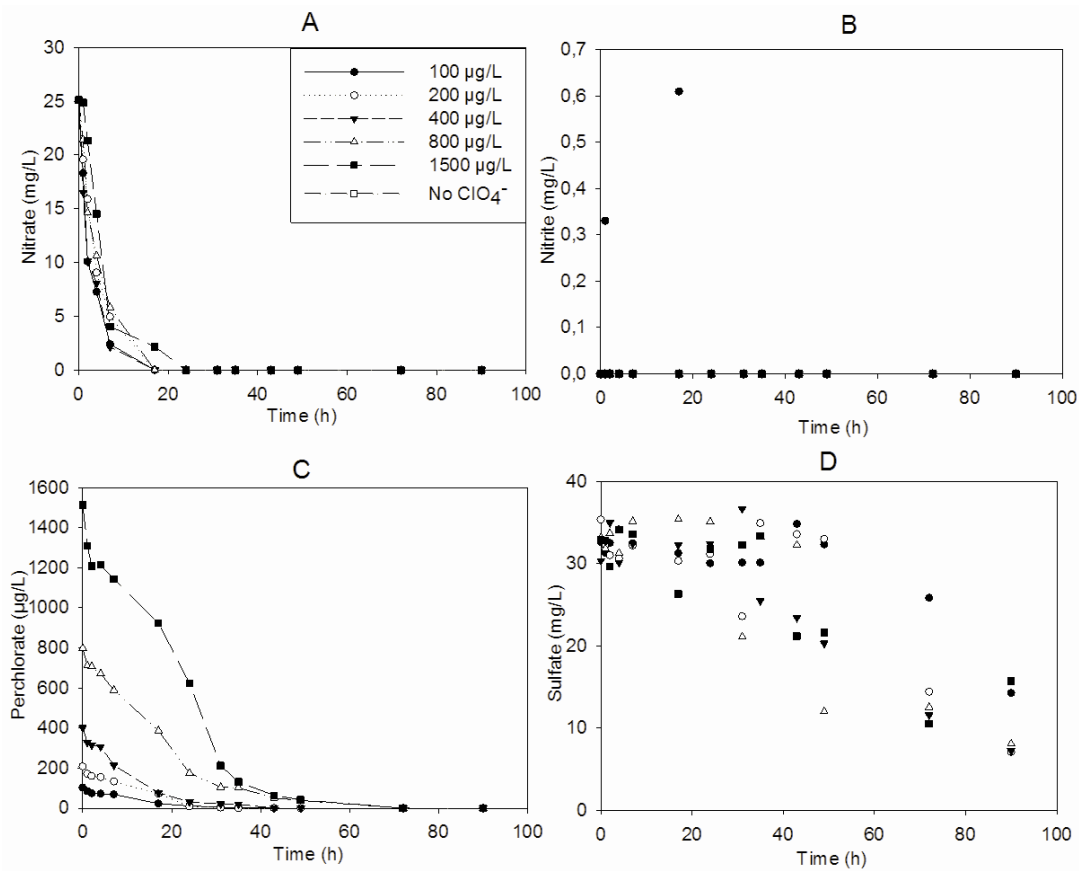 A
30
25
20
15
10
5
0
Nitrate (mg/L)
0 20 40 60 80 100
Time (h)
100 µg/L
200 µg/L
400 µg/L
800 µg/L
1500 µg/L
No ClO4-
B
0,7
0,6
0,5
0,4
0,3
0,2
0,1
0,0
Nitrite (mg/L)
0 20 40 60 80 100
Time (h)
C
1600
1400
1200
1000
800
600
400
200
0
Perchlorate (µg/L)
0 20 40 60 80 100
Time (h)
D
40
30
20
10
0
Sulfate (mg/L)
0 20 40 60 80 100
Time (h)